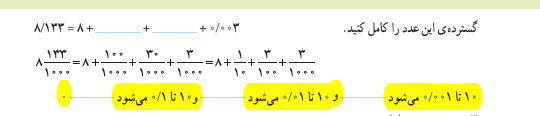 گسترده‌ی این عدد را کامل کنید. ۸/۱۳۳ = ۸ + ______ + ______ + ۰/۰۰۳
۸ ۱۳۳/۱۰۰۰ = ۸ + ۱۰۰/۱۰۰۰ + ۳۰/۱۰۰۰ + ۳/۱۰۰۰ = ۸ + ۱/۱۰ + ۳/۱۰۰ + ۳/۱۰۰۰
۱۰ تا ۰/۰۰۱ می‌شود و ۱۰ تا ۰/۰۱ می‌شود و ۱۰ تا ۰/۱ می‌شود ۰